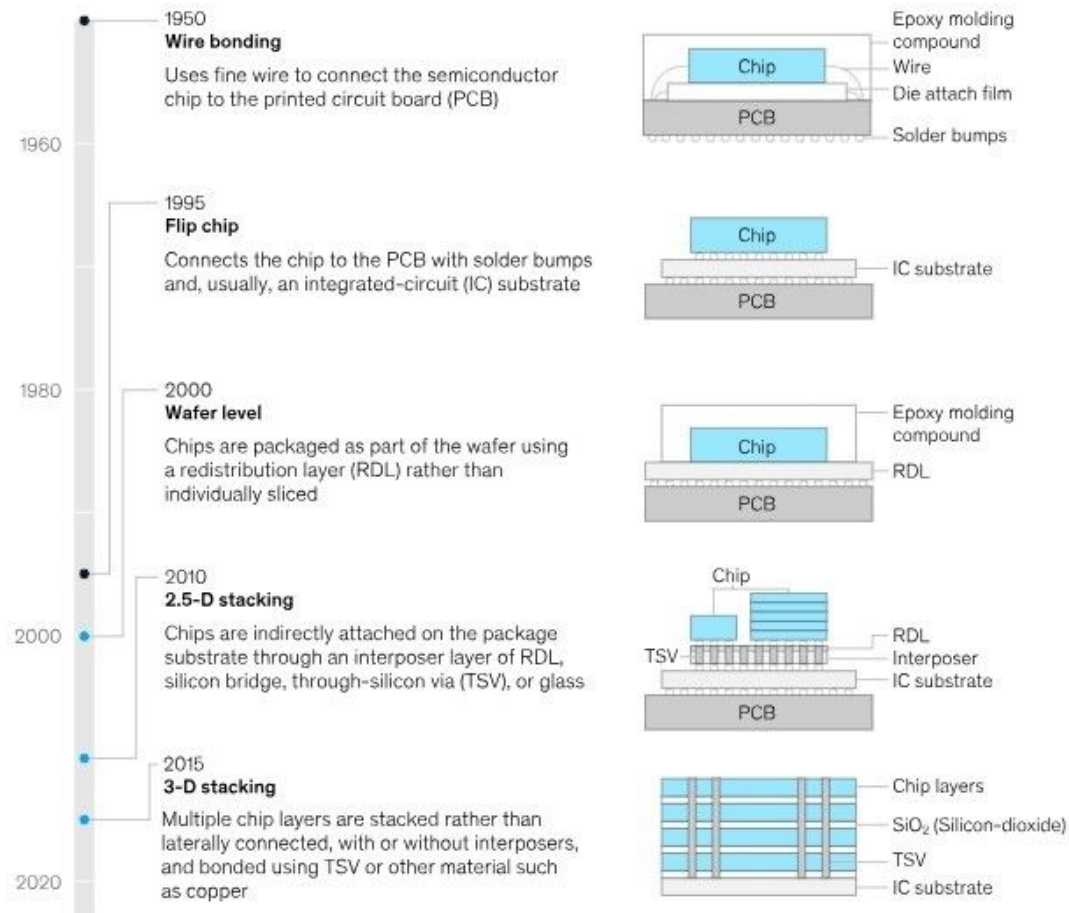 1950
Wire bonding
Uses fine wire to connect the semiconductor
chip to the printed circuit board (PCB)
Epoxy molding
compound
Chip
Wire
Die attach film
PCB
Solder bumps
1960
1995
Flip chip
Connects the chip to the PCB with solder bumps
and, usually, an integrated-circuit (IC) substrate
Chip
IC substrate
PCB
1980
2000
Wafer level
Chips are packaged as part of the wafer using
a redistribution layer (RDL) rather than
individually sliced
Epoxy molding
compound
Chip
RDL
PCB
2000
2010
2.5-D stacking
Chips are indirectly attached on the package
substrate through an interposer layer of RDL,
silicon bridge, through-silicon via (TSV), or glass
Chip
RDL
TSV
Interposer
IC substrate
PCB
2015
3-D stacking
Multiple chip layers are stacked rather than
laterally connected, with or without interposers,
and bonded using TSV or other material such
as copper
Chip layers
SiO₂ (Silicon-dioxide)
TSV
IC substrate
2020